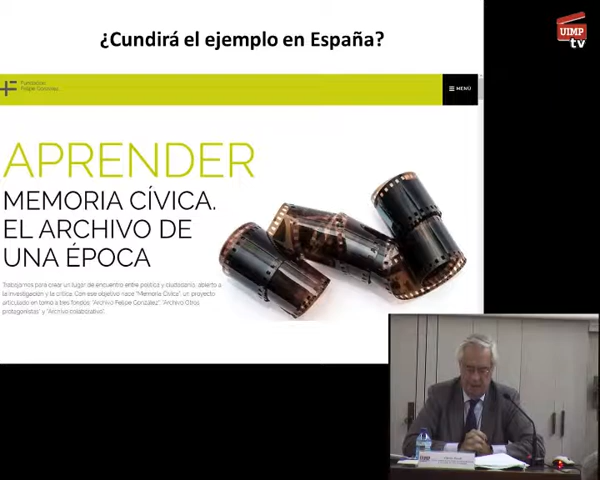 ¿Cundirá el ejemplo en España?
UIMP
tv
Fundación
Felipe González
MENÚ
APRENDER
MEMORIA CÍVICA.
EL ARCHIVO DE
UNA ÉPOCA
Trabajamos para crear un lugar de encuentro entre política y ciudadanía, abierto a
la investigación y la crítica. Con ese objetivo nace "Memoria Cívica", un proyecto
articulado en torno a tres fondos: "Archivo Felipe González", "Archivo Otros
protagonistas" y "Archivo colaborativo".
UIMP